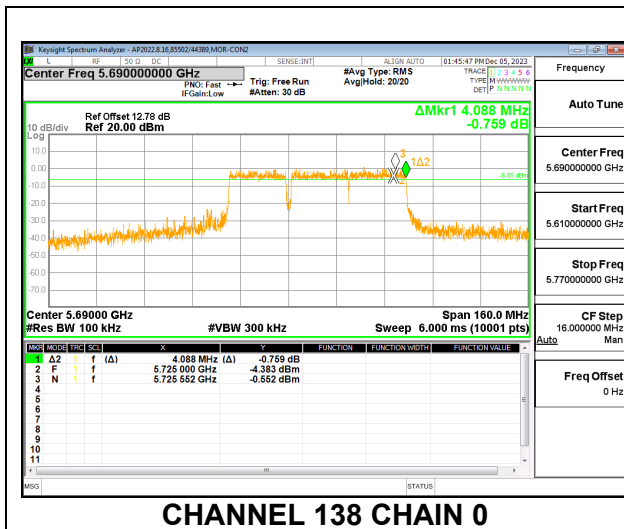 Keysight Spectrum Analyzer - AP2022.8.16,85502/44389,MOR-CON2
L RF 50 Ω DC SENSE:INT ALIGN AUTO 01:45:47 PM Dec 05, 2023
Center Freq 5.690000000 GHz
PNO: Fast
IFGain:Low
Trig: Free Run
#Atten: 30 dB
#Avg Type: RMS
Avg|Hold: 20/20
TRACE 1 2 3 4 5 6
TYPE M W W W W W
DET P N N N N N
Frequency
Auto Tune
Center Freq
5.690000000 GHz
Start Freq
5.610000000 GHz
Stop Freq
5.770000000 GHz
CF Step
16.000000 MHz
Auto Man
Freq Offset
0 Hz
Ref Offset 12.78 dB
10 dB/div Ref 20.00 dBm
Log
ΔMkr1 4.088 MHz
-0.759 dB
10.0
0.00
-10.0
-20.0
-30.0
-40.0
-50.0
-60.0
-70.0
3
1Δ2
2
-6.55 dBm
Center 5.69000 GHz Span 160.0 MHz
#Res BW 100 kHz #VBW 300 kHz Sweep 6.000 ms (10001 pts)
MKR MODE TRC SCL X Y FUNCTION FUNCTION WIDTH FUNCTION VALUE
1 Δ2 1 f (Δ) 4.088 MHz (Δ) -0.759 dB
2 F 1 f 5.725 000 GHz -4.383 dBm
3 N 1 f 5.725 552 GHz -0.552 dBm
4
5
6
7
8
9
10
11
MSG STATUS
CHANNEL 138 CHAIN 0